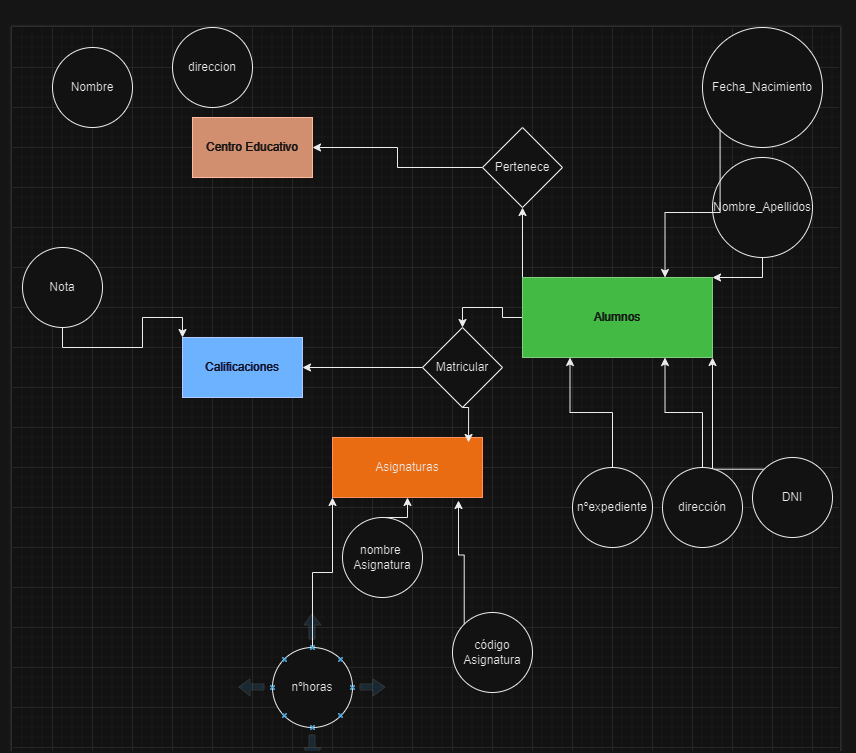 Nombre
direccion
Fecha_Nacimiento
Centro Educativo
Pertenece
Nombre_Apellidos
Nota
Alumnos
Calificaciones
Matricular
Asignaturas
nºexpediente
dirección
DNI
nombre
Asignatura
código
Asignatura
nºhoras